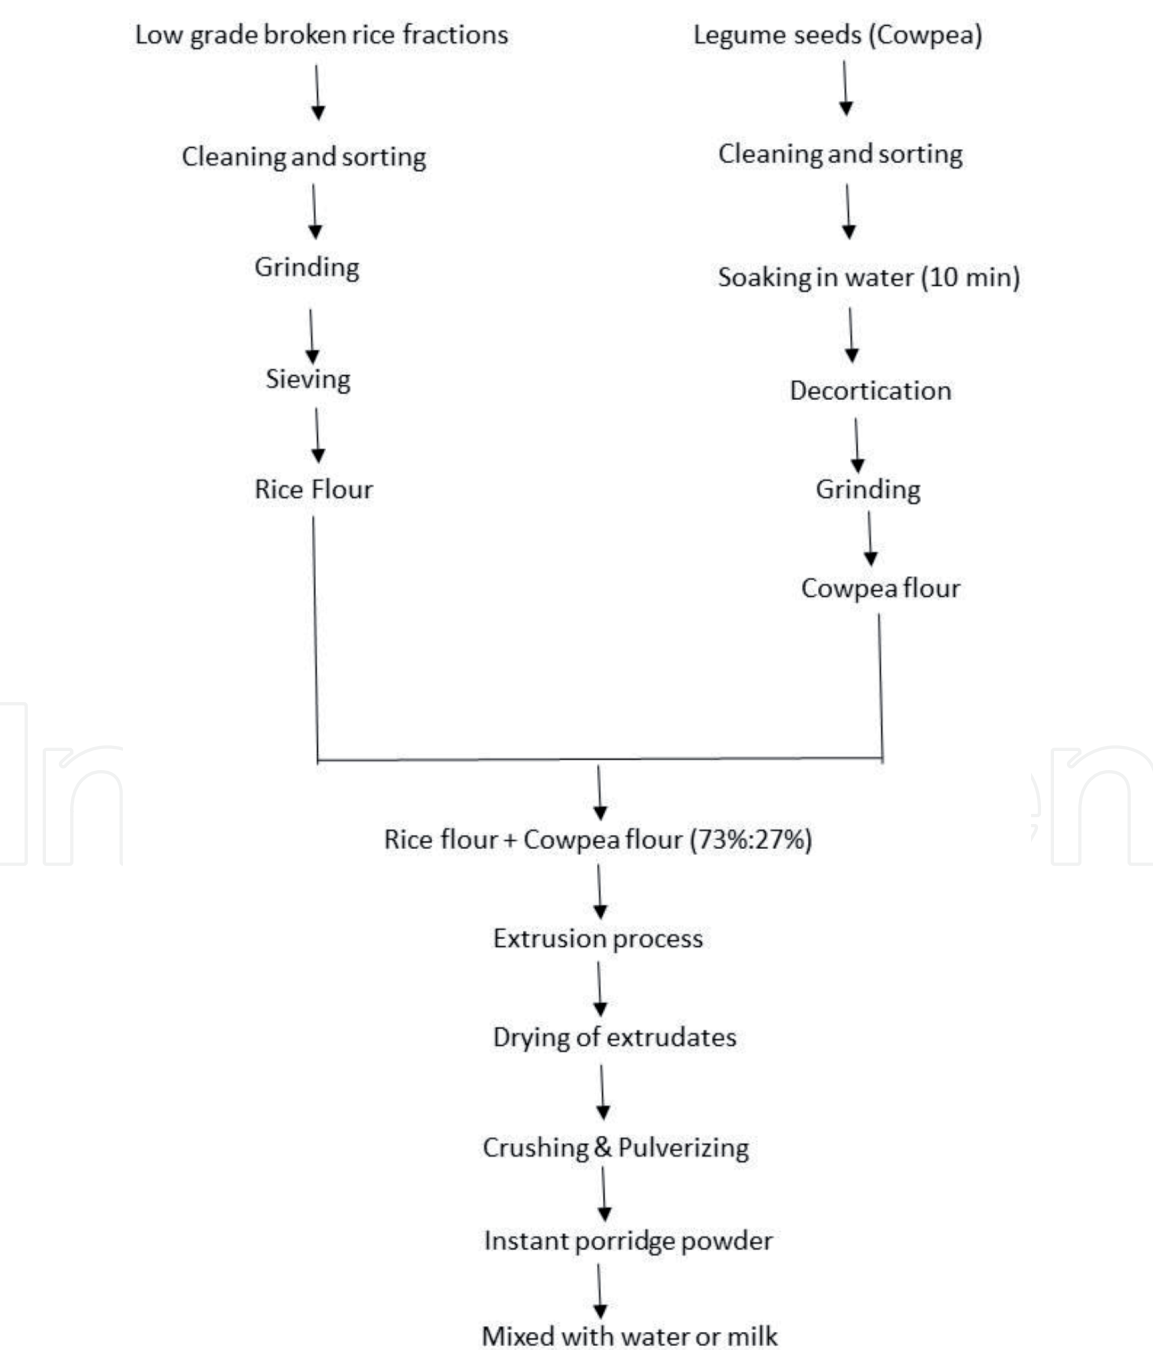 Low grade broken rice fractions
Cleaning and sorting
Grinding
Sieving
Rice Flour
Legume seeds (Cowpea)
Cleaning and sorting
Soaking in water (10 min)
Decortication
Grinding
Cowpea flour
Rice flour + Cowpea flour (73%:27%)
Extrusion process
Drying of extrudates
Crushing & Pulverizing
Instant porridge powder
Mixed with water or milk